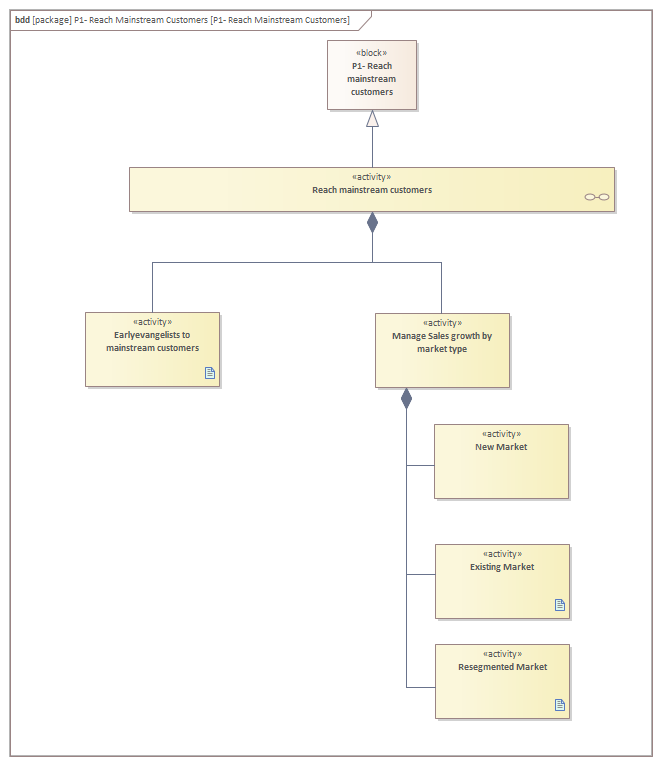 bdd [package] P1- Reach Mainstream Customers [P1- Reach Mainstream Customers]
«block»
P1- Reach
mainstream
customers
«activity»
Reach mainstream customers
«activity»
Earlyevangelists to
mainstream customers
«activity»
Manage Sales growth by
market type
«activity»
New Market
«activity»
Existing Market
«activity»
Resegmented Market